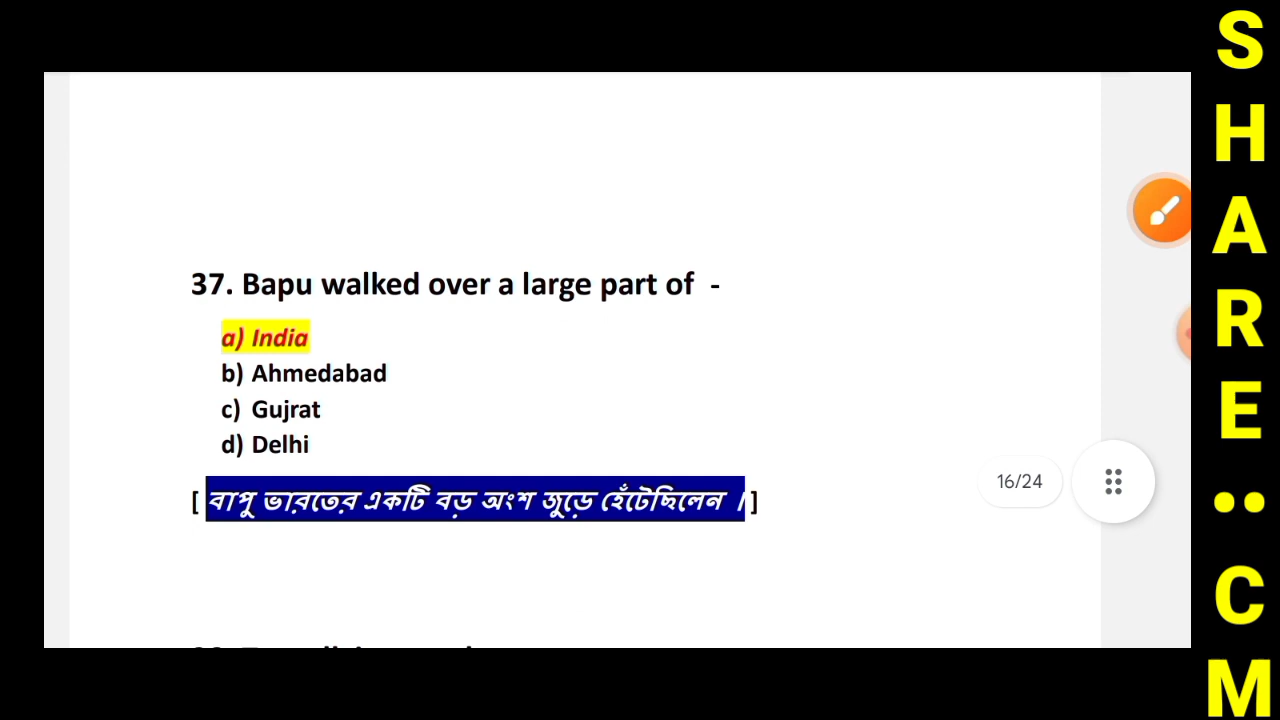 37. Bapu walked over a large part of -
a) India
b) Ahmedabad
c) Gujrat
d) Delhi
[ বাপু ভারতের একটি বড় অংশ জুড়ে হেঁটেছিলেন । ]
16/24
S
H
A
R
E
••
C
M